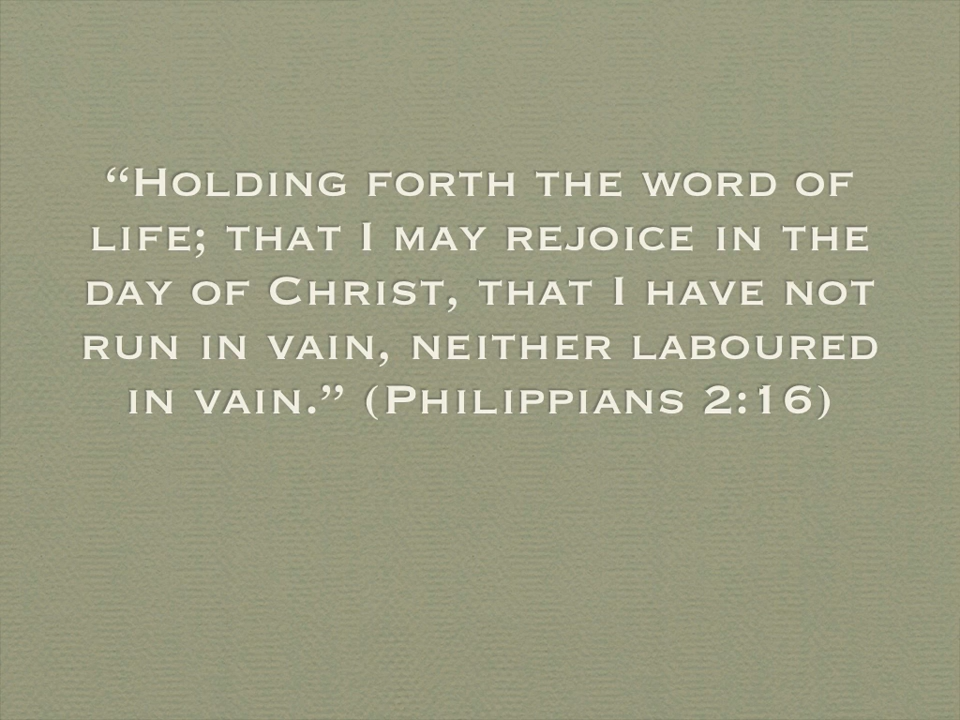 “Holding forth the word of
life; that I may rejoice in the
day of Christ, that I have not
run in vain, neither laboured
in vain.” (Philippians 2:16)